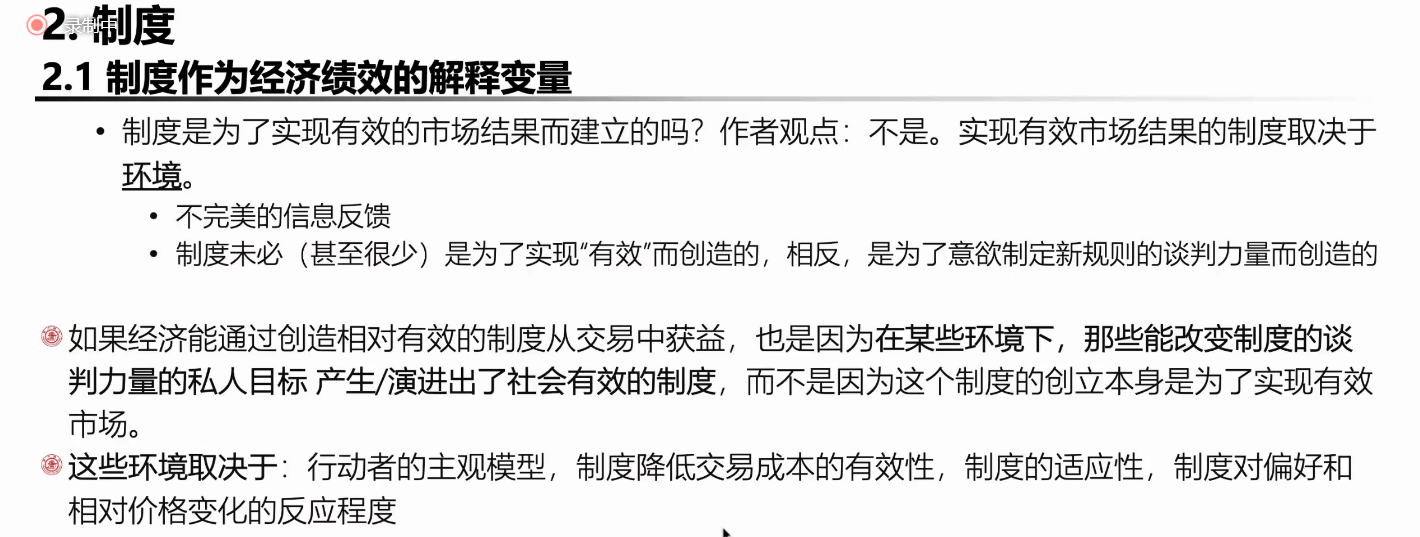 录制中
2. 制度
2.1 制度作为经济绩效的解释变量
• 制度是为了实现有效的市场结果而建立的吗？作者观点：不是。实现有效市场结果的制度取决于
环境。
• 不完美的信息反馈
• 制度未必（甚至很少）是为了实现“有效”而创造的，相反，是为了意欲制定新规则的谈判力量而创造的
如果经济能通过创造相对有效的制度从交易中获益，也是因为在某些环境下，那些能改变制度的谈
判力量的私人目标 产生/演进出了社会有效的制度，而不是因为这个制度的创立本身是为了实现有效
市场。
这些环境取决于：行动者的主观模型，制度降低交易成本的有效性，制度的适应性，制度对偏好和
相对价格变化的反应程度